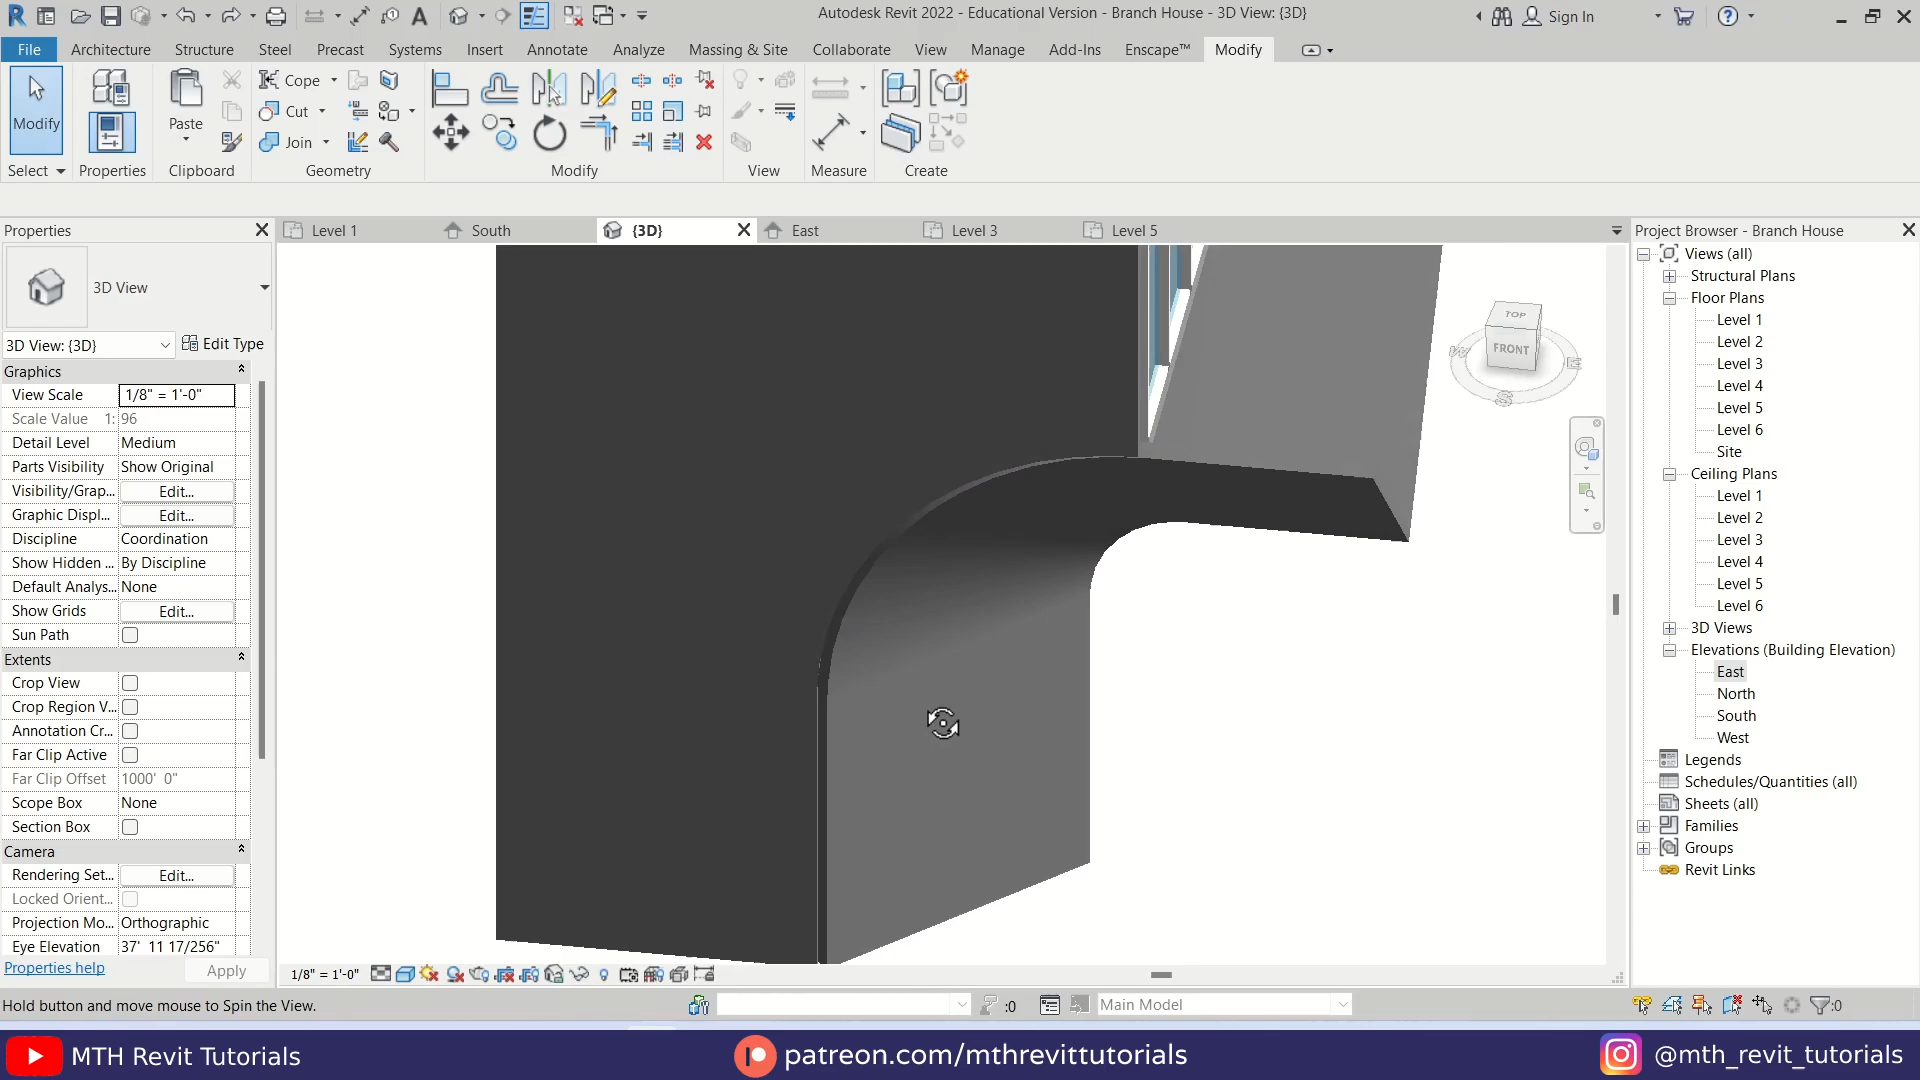 Autodesk Revit 2022 - Educational Version - Branch House - 3D View: {3D}
Sign In
File Architecture Structure Steel Precast Systems Insert Annotate Analyze Massing & Site Collaborate View Manage Add-Ins Enscape™ Modify
Modify
Paste
Cope
Cut
Join
Select Properties Clipboard Geometry Modify View Measure Create
Properties
Level 1 South {3D} East Level 3 Level 5
Project Browser - Branch House
3D View
3D View: {3D}
Edit Type
Graphics
View Scale 1/8" = 1'-0"
Scale Value 1: 96
Detail Level Medium
Parts Visibility Show Original
Visibility/Grap... Edit...
Graphic Displ... Edit...
Discipline Coordination
Show Hidden ... By Discipline
Default Analys... None
Show Grids Edit...
Sun Path
Extents
Crop View
Crop Region V...
Annotation Cr...
Far Clip Active
Far Clip Offset 1000' 0"
Scope Box None
Section Box
Camera
Rendering Set... Edit...
Locked Orient...
Projection Mo... Orthographic
Eye Elevation 37' 11 17/256"
Properties help
Apply
TOP
FRONT
W
E
S
Views (all)
Structural Plans
Floor Plans
Level 1
Level 2
Level 3
Level 4
Level 5
Level 6
Site
Ceiling Plans
Level 1
Level 2
Level 3
Level 4
Level 5
Level 6
3D Views
Elevations (Building Elevation)
East
North
South
West
Legends
Schedules/Quantities (all)
Sheets (all)
Families
Groups
Revit Links
1/8" = 1'-0"
Hold button and move mouse to Spin the View.
:0
Main Model
:0
MTH Revit Tutorials
patreon.com/mthrevittutorials
@mth_revit_tutorials